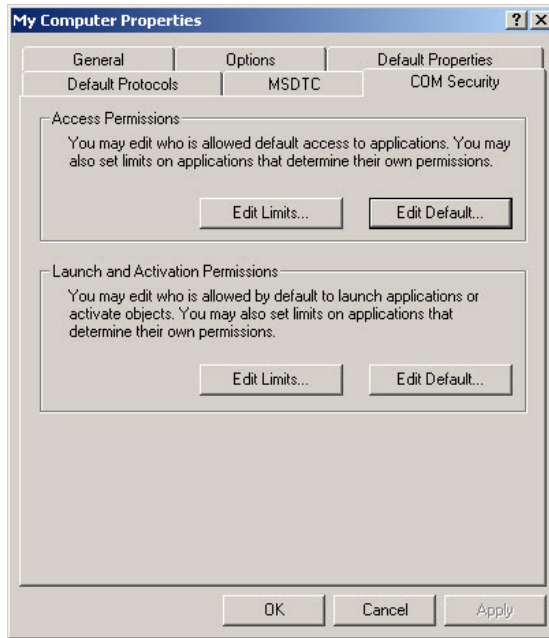 My Computer Properties
General Options Default Properties
Default Protocols MSDTC COM Security
Access Permissions
You may edit who is allowed default access to applications. You may
also set limits on applications that determine their own permissions.
Edit Limits... Edit Default...
Launch and Activation Permissions
You may edit who is allowed by default to launch applications or
activate objects. You may also set limits on applications that
determine their own permissions.
Edit Limits... Edit Default...
OK Cancel Apply